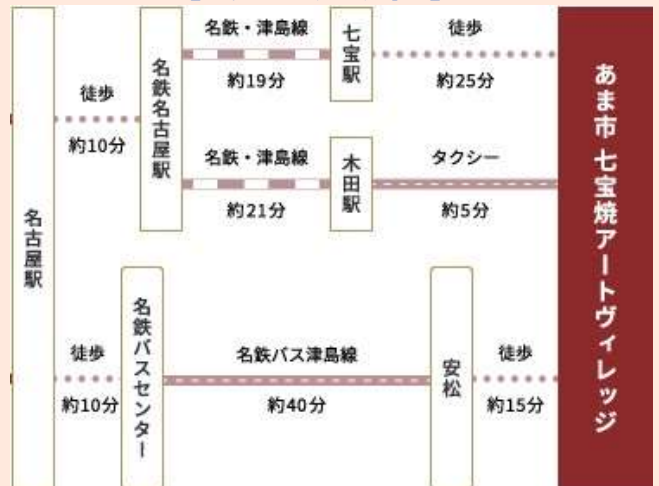 名古屋駅
徒歩
約10分
名鉄名古屋駅
名鉄・津島線
約19分
七宝駅
徒歩
約25分
名鉄・津島線
約21分
木田駅
タクシー
約5分
徒歩
約10分
名鉄バスセンター
名鉄バス津島線
約40分
安松
徒歩
約15分
あま市 七宝焼アートヴィレッジ